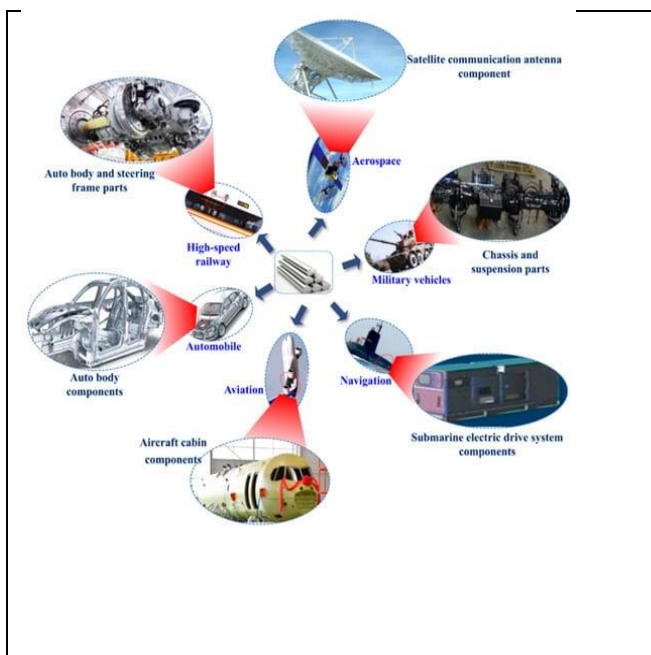 Satellite communication antenna
component
Aerospace
Auto body and steering
frame parts
High-speed
railway
Military vehicles
Chassis and
suspension parts
Automobile
Auto body
components
Aviation
Navigation
Aircraft cabin
components
Submarine electric drive system
components